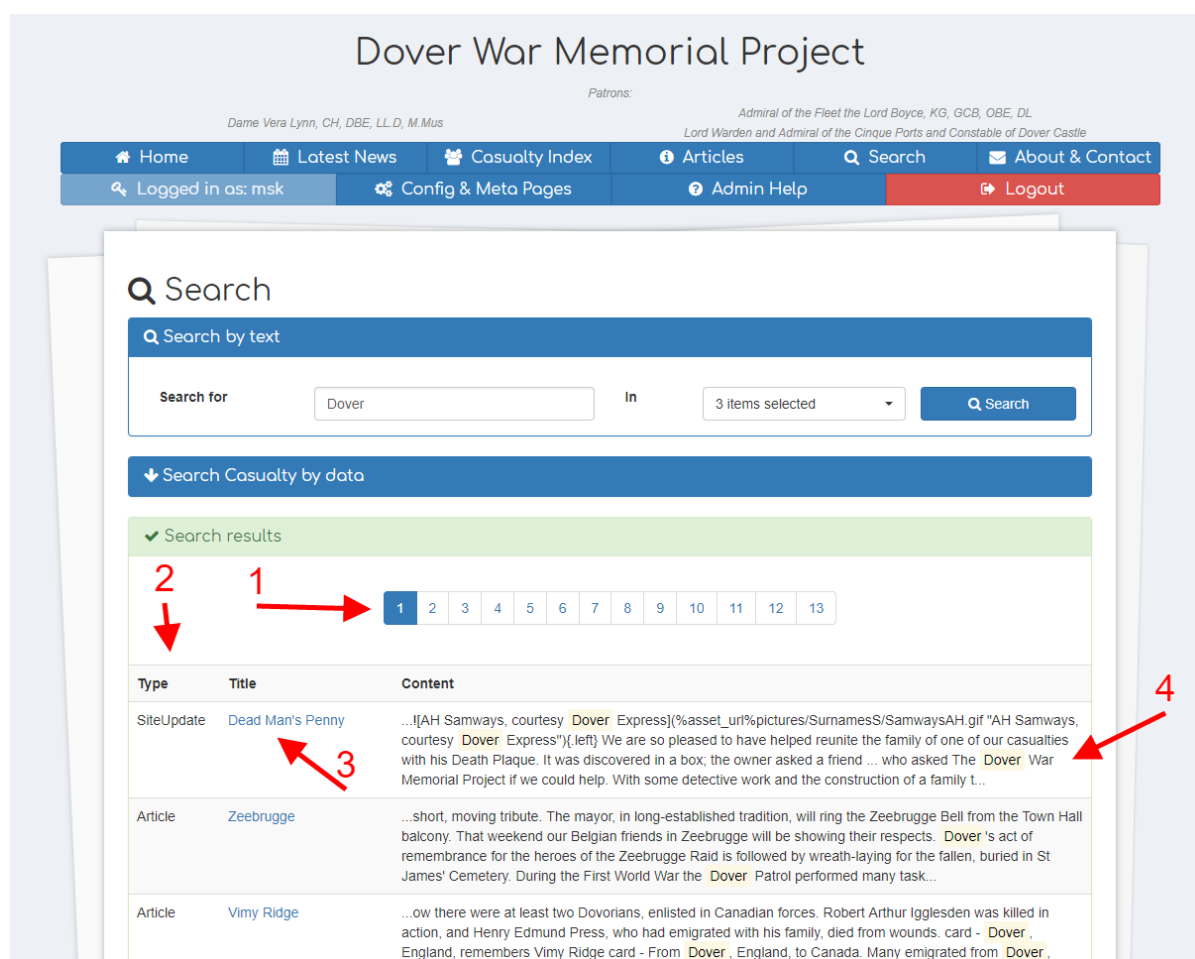 Dover War Memorial Project
Patrons:
Dame Vera Lynn, CH, DBE, LL.D, M.Mus
Admiral of the Fleet the Lord Boyce, KG, GCB, OBE, DL
Lord Warden and Admiral of the Cinque Ports and Constable of Dover Castle
Home Latest News Casualty Index Articles Search About & Contact
Logged in as: msk Config & Meta Pages Admin Help Logout
Search
Search by text
Search for Dover In 3 items selected Search
Search Casualty by data
Search results
2 1
1 2 3 4 5 6 7 8 9 10 11 12 13
4
Type Title Content
SiteUpdate Dead Man's Penny ...![AH Samways, courtesy Dover Express](%asset_url%pictures/SurnamesS/SamwaysAH.gif "AH Samways,
courtesy Dover Express"){.left} We are so pleased to have helped reunite the family of one of our casualties
3
with his Death Plaque. It was discovered in a box; the owner asked a friend ... who asked The Dover War
Memorial Project if we could help. With some detective work and the construction of a family t...
Article Zeebrugge ...short, moving tribute. The mayor, in long-established tradition, will ring the Zeebrugge Bell from the Town Hall
balcony. That weekend our Belgian friends in Zeebrugge will be showing their respects. Dover 's act of
remembrance for the heroes of the Zeebrugge Raid is followed by wreath-laying for the fallen, buried in St
James' Cemetery. During the First World War the Dover Patrol performed many task...
Article Vimy Ridge ...ow there were at least two Dovorians, enlisted in Canadian forces. Robert Arthur Igglesden was killed in
action, and Henry Edmund Press, who had emigrated with his family, died from wounds. card - Dover ,
England, remembers Vimy Ridge card - From Dover , England, to Canada. Many emigrated from Dover ,